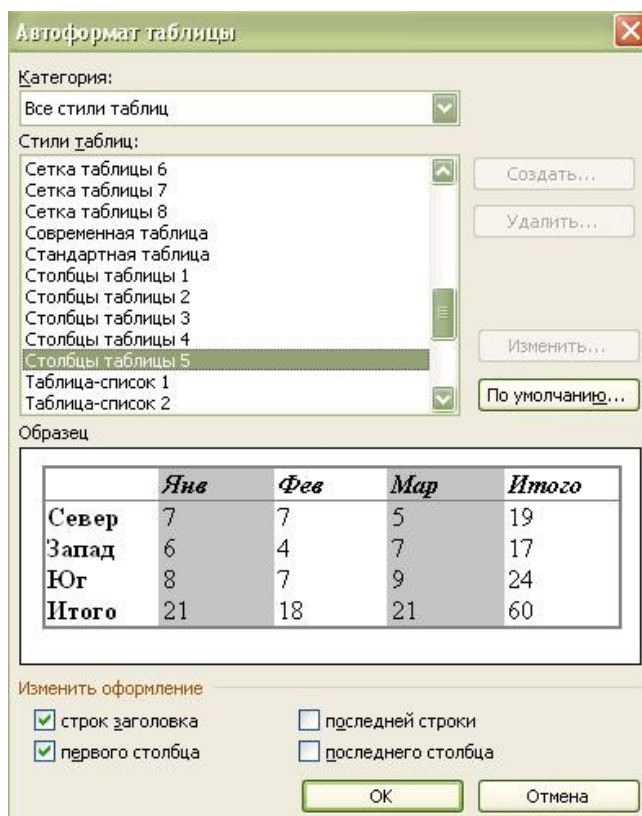 Автоформат таблицы
Категория:
Все стили таблиц
Стили таблиц:
Сетка таблицы 6
Сетка таблицы 7
Сетка таблицы 8
Современная таблица
Стандартная таблица
Столбцы таблицы 1
Столбцы таблицы 2
Столбцы таблицы 3
Столбцы таблицы 4
Столбцы таблицы 5
Таблица-список 1
Таблица-список 2
Создать...
Удалить...
Изменить...
По умолчанию...
Образец
Янв Фев Мар Итого
Север 7 7 5 19
Запад 6 4 7 17
Юг 8 7 9 24
Итого 21 18 21 60
Изменить оформление
строк заголовка последней строки
первого столбца последнего столбца
ОК Отмена